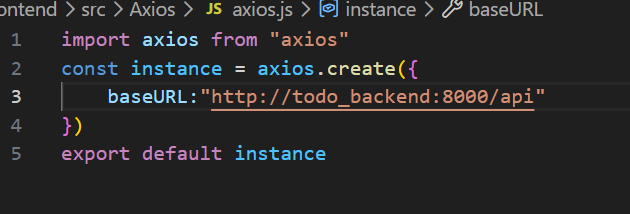 ontend > src > Axios > JS axios.js > instance > baseURL
1 import axios from "axios"
2 const instance = axios.create({
3 baseURL:"http://todo_backend:8000/api"
4 })
5 export default instance